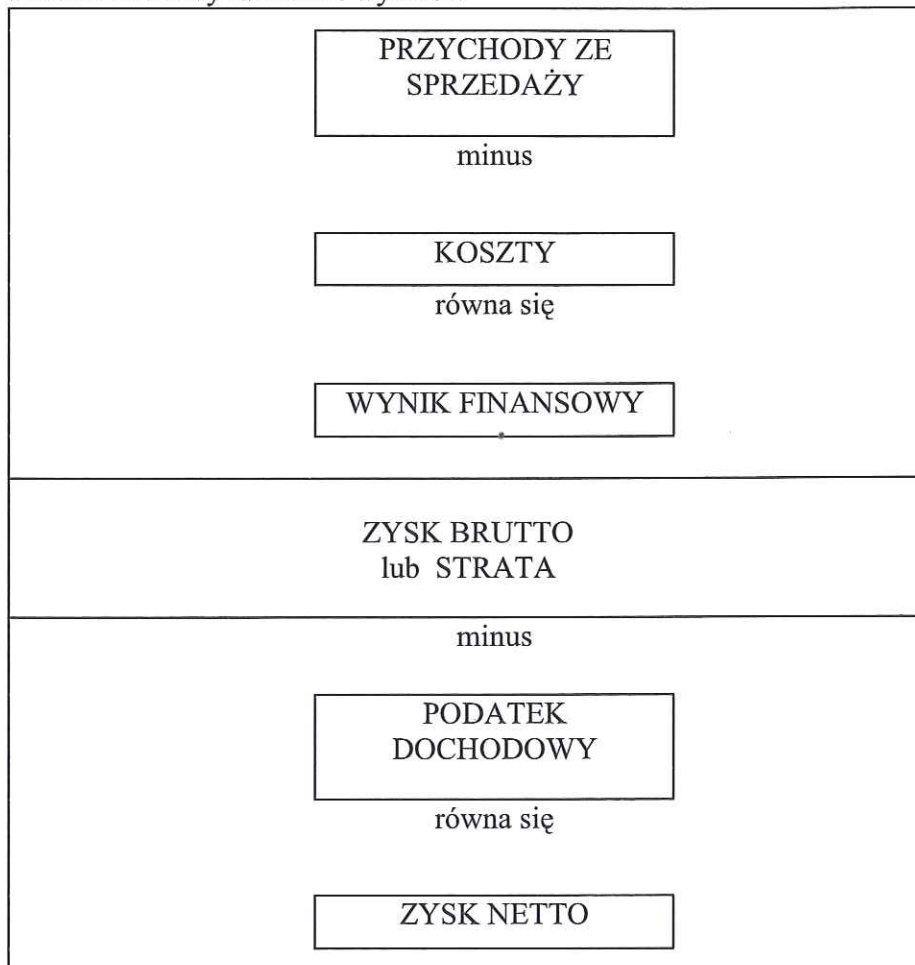 PRZYCHODY ZE
SPRZEDAŻY
minus
KOSZTY
równa się
WYNIK FINANSOWY
ZYSK BRUTTO
lub STRATA
minus
PODATEK
DOCHODOWY
równa się
ZYSK NETTO